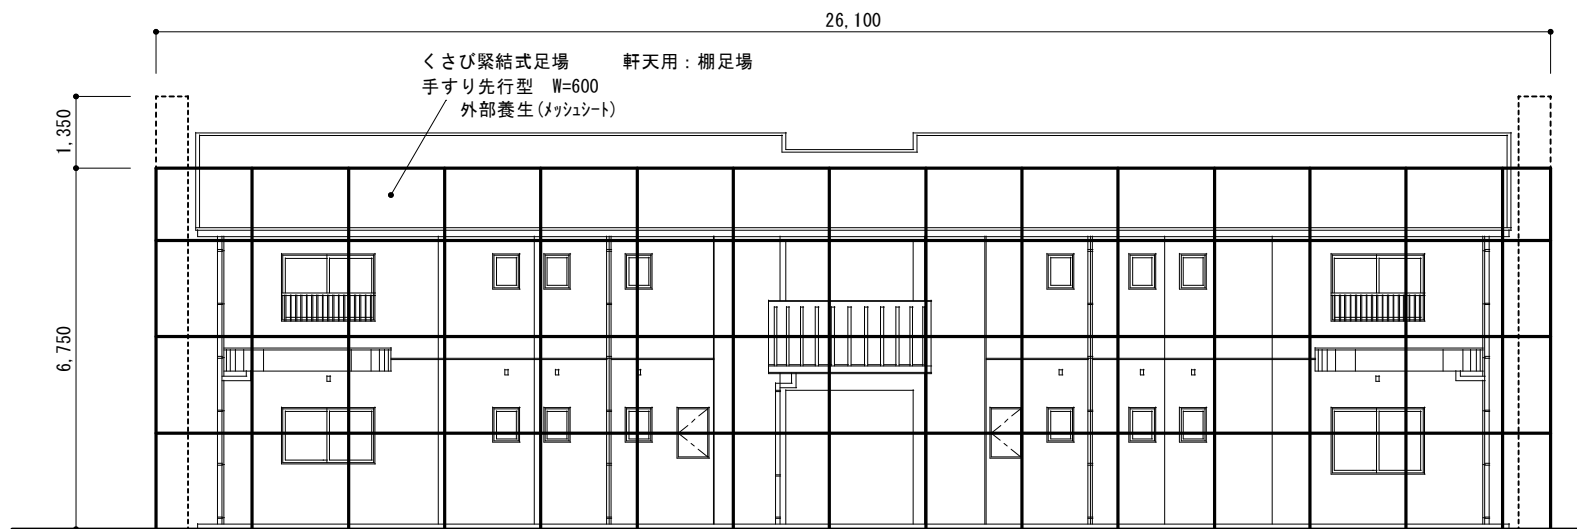 26,100
くさび緊結式足場　　軒天用：棚足場
手すり先行型　W=600
外部養生(ﾒｯｼｭｼｰﾄ)
1,350
6,750